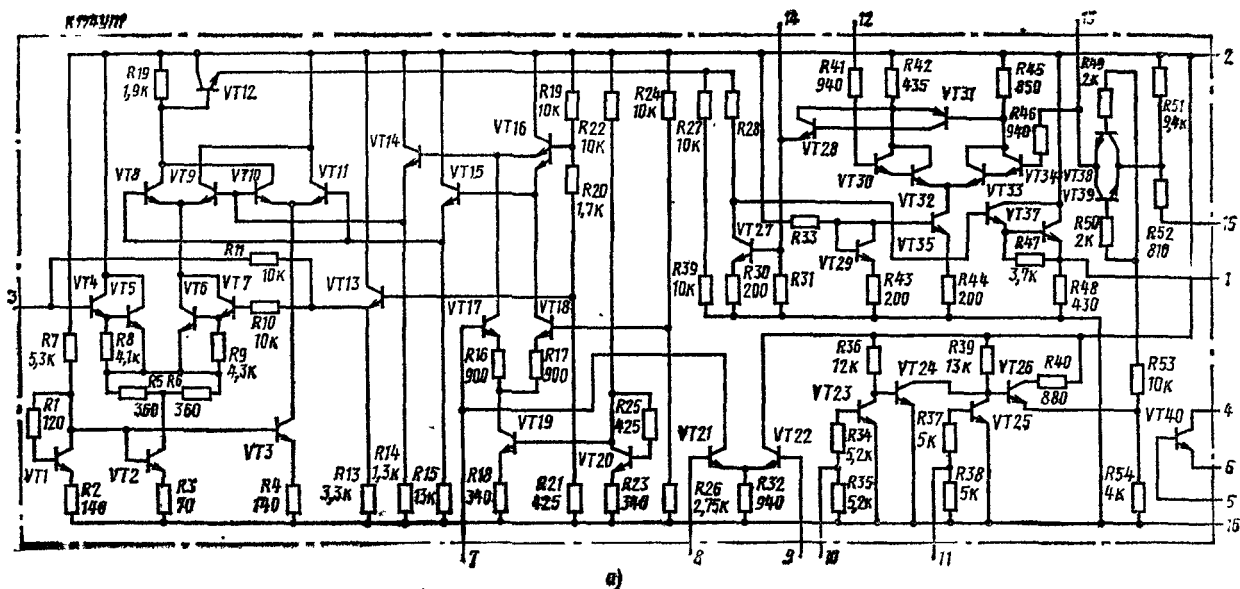 К174УП1
14
12
13
2
R19
1,9к
VT12
R19
10к
R22
10к
R24
10к
R27
10к
R28
R41
940
R42
435
R45
850
R49
2к
R51
9,4к
VT31
R46
940
VT14
VT16
VT28
VT8
VT9
VT10
VT11
VT15
R20
1,7к
VT30
VT33
VT34
VT38
VT39
VT32
VT37
R50
2к
R52
810
15
R11
10к
VT27
R33
VT35
R47
3,7к
3
VT4
VT5
VT6
VT7
R10
10к
VT13
VT17
VT18
R39
10к
R30
200
R31
VT29
R43
200
R44
200
R48
430
1
R7
5,3к
R8
4,1к
R9
4,3к
R5
360
R6
360
R16
900
R17
900
R36
12к
VT24
R39
13к
VT26
R40
880
R53
10к
R1
120
VT23
VT40
4
VT1
VT2
VT3
VT19
R25
425
VT20
VT21
VT22
R34
5,2к
R37
5к
VT25
6
R2
140
R3
70
R4
140
R13
3,3к
R14
1,3к
R15
13к
R18
340
R21
425
R23
340
R26
2,75к
R32
940
R35
5,2к
R38
5к
R54
4к
5
16
7
8
9
10
11
а)